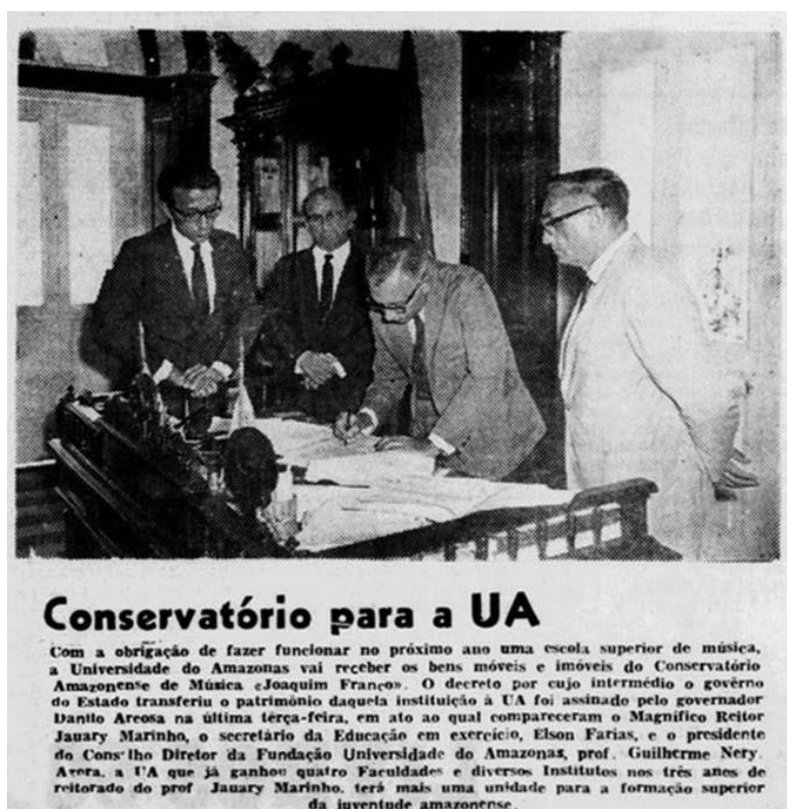 Conservatório para a UA
Com a obrigação de fazer funcionar no próximo ano uma escola superior de música,
a Universidade do Amazonas vai receber os bens móveis e imóveis do Conservatório
Amazonense de Música «Joaquim Franco». O decreto por cujo intermédio o govêrno
do Estado transferiu o patrimônio daquela instituição à UA foi assinado pelo governador
Danilo Areosa na última têrça-feira, em ato ao qual compareceram o Magnífico Reitor
Jauary Marinho, o secretário da Educação em exercício, Elson Farias, e o presidente
do Cons'lho Diretor da Fundação Universidade do Amazonas, prof. Guilherme Nery.
Agora, a UA que já ganhou quatro Faculdades e diversos Institutos nos três anos de
reitorado do prof Jauary Marinho, terá mais uma unidade para a formação superior
da juventude amazonense.